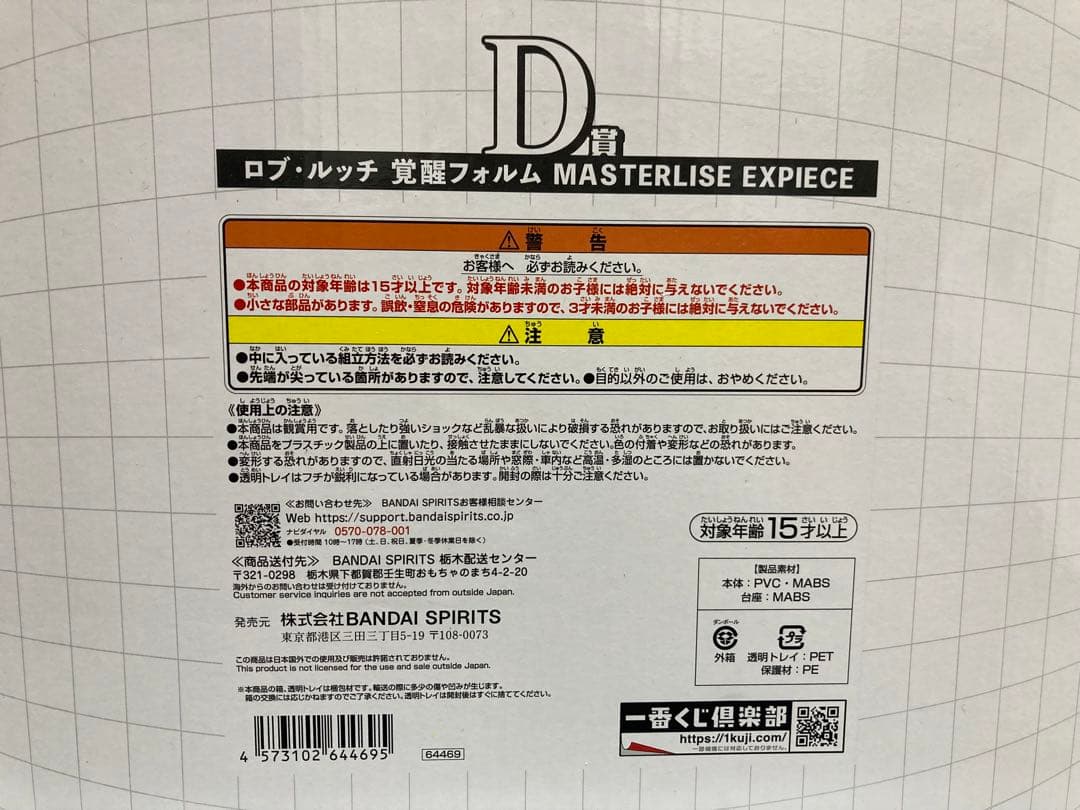 D賞
ロブ・ルッチ 覚醒フォルム MASTERLISE EXPIECE
⚠警告
お客様へ 必ずお読みください。
●本商品の対象年齢は15才以上です。対象年齢未満のお子様には絶対に与えないでください。
●小さな部品があります。誤飲・窒息の危険がありますので、3才未満のお子様には絶対に与えないでください。
⚠注意
●中に入っている組立方法を必ずお読みください。
●先端が尖っている箇所がありますので、注意してください。●目的以外のご使用は、おやめください。
《使用上の注意》
●本商品は観賞用です。落としたり強いショックなど乱暴な扱いにより破損する恐れがありますので、お取り扱いにはご注意ください。
●本商品をプラスチック製品の上に置いたり、接触させたままにしないでください。色の付着や変形などの恐れがあります。
●変形する恐れがありますので、直射日光の当たる場所や窓際・車内など高温・多湿のところには置かないでください。
●透明トレイはフチが鋭利になっている場合があります。開封の際は十分ご注意ください。
≪お問い合わせ先≫ BANDAI SPIRITSお客様相談センター
Web https://support.bandaispirits.co.jp
ナビダイヤル 0570-078-001
●受付時間 10時〜17時(土、日、祝日、夏季・冬季休業日を除く)
≪商品送付先≫ BANDAI SPIRITS 栃木配送センター
〒321-0298 栃木県下都賀郡壬生町おもちゃのまち4-2-20
海外からのお問い合わせは受け付けておりません。
Customer service inquiries are not accepted from outside Japan.
発売元 株式会社BANDAI SPIRITS
東京都港区三田三丁目5-19 〒108-0073
この商品は日本国外での使用及び販売は許諾されておりません。
This product is not licensed for the use and sale outside Japan.
※本商品の箱、透明トレイは梱包材です。輸送の際に多少の傷や凹みが生じます。
箱の交換には応じかねますのでご了承ください。透明トレイは開封後はすぐに捨ててください。
4 573102 644695
64469
対象年齢15才以上
【製品素材】
本体：PVC・MABS
台座：MABS
ダンボール
外箱
プラ
透明トレイ：PET
保護材：PE
一番くじ倶楽部
https://1kuji.com/
一部機種には対応しておりません。